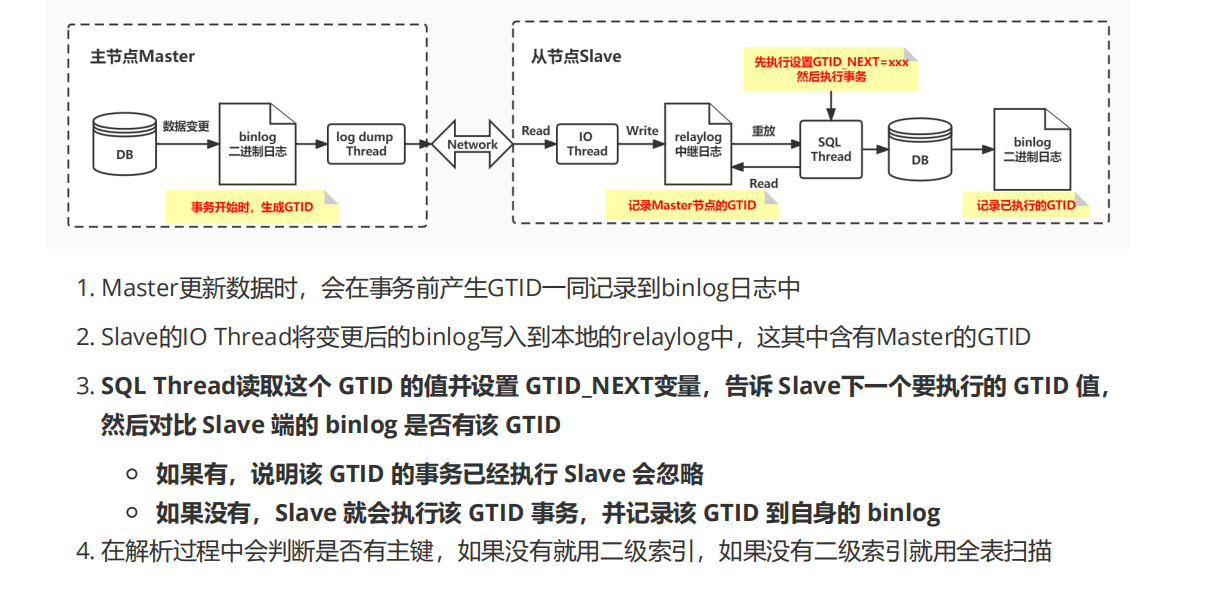 主节点Master
从节点Slave
先执行设置GTID_NEXT=xxx
然后执行事务
DB
数据变更
binlog
二进制日志
log dump
Thread
Network
Read
IO
Thread
Write
relaylog
中继日志
重放
Read
SQL
Thread
DB
binlog
二进制日志
事务开始时，生成GTID
记录Master节点的GTID
记录已执行的GTID
1. Master更新数据时，会在事务前产生GTID一同记录到binlog日志中
2. Slave的IO Thread将变更后的binlog写入到本地的relaylog中，这其中含有Master的GTID
3. SQL Thread读取这个 GTID 的值并设置 GTID_NEXT变量，告诉 Slave下一个要执行的 GTID 值，
然后对比 Slave 端的 binlog 是否有该 GTID
如果有，说明该 GTID 的事务已经执行 Slave 会忽略
如果没有，Slave 就会执行该 GTID 事务，并记录该 GTID 到自身的 binlog
4. 在解析过程中会判断是否有主键，如果没有就用二级索引，如果没有二级索引就用全表扫描